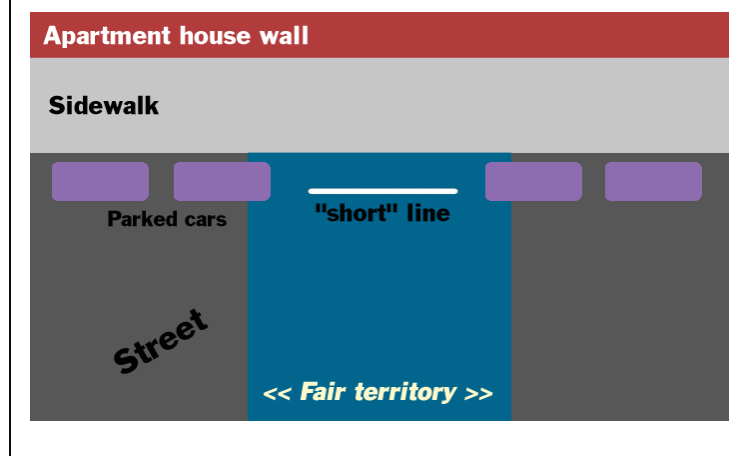 Apartment house wall
Sidewalk
Parked cars
"short" line
Street
<< Fair territory >>